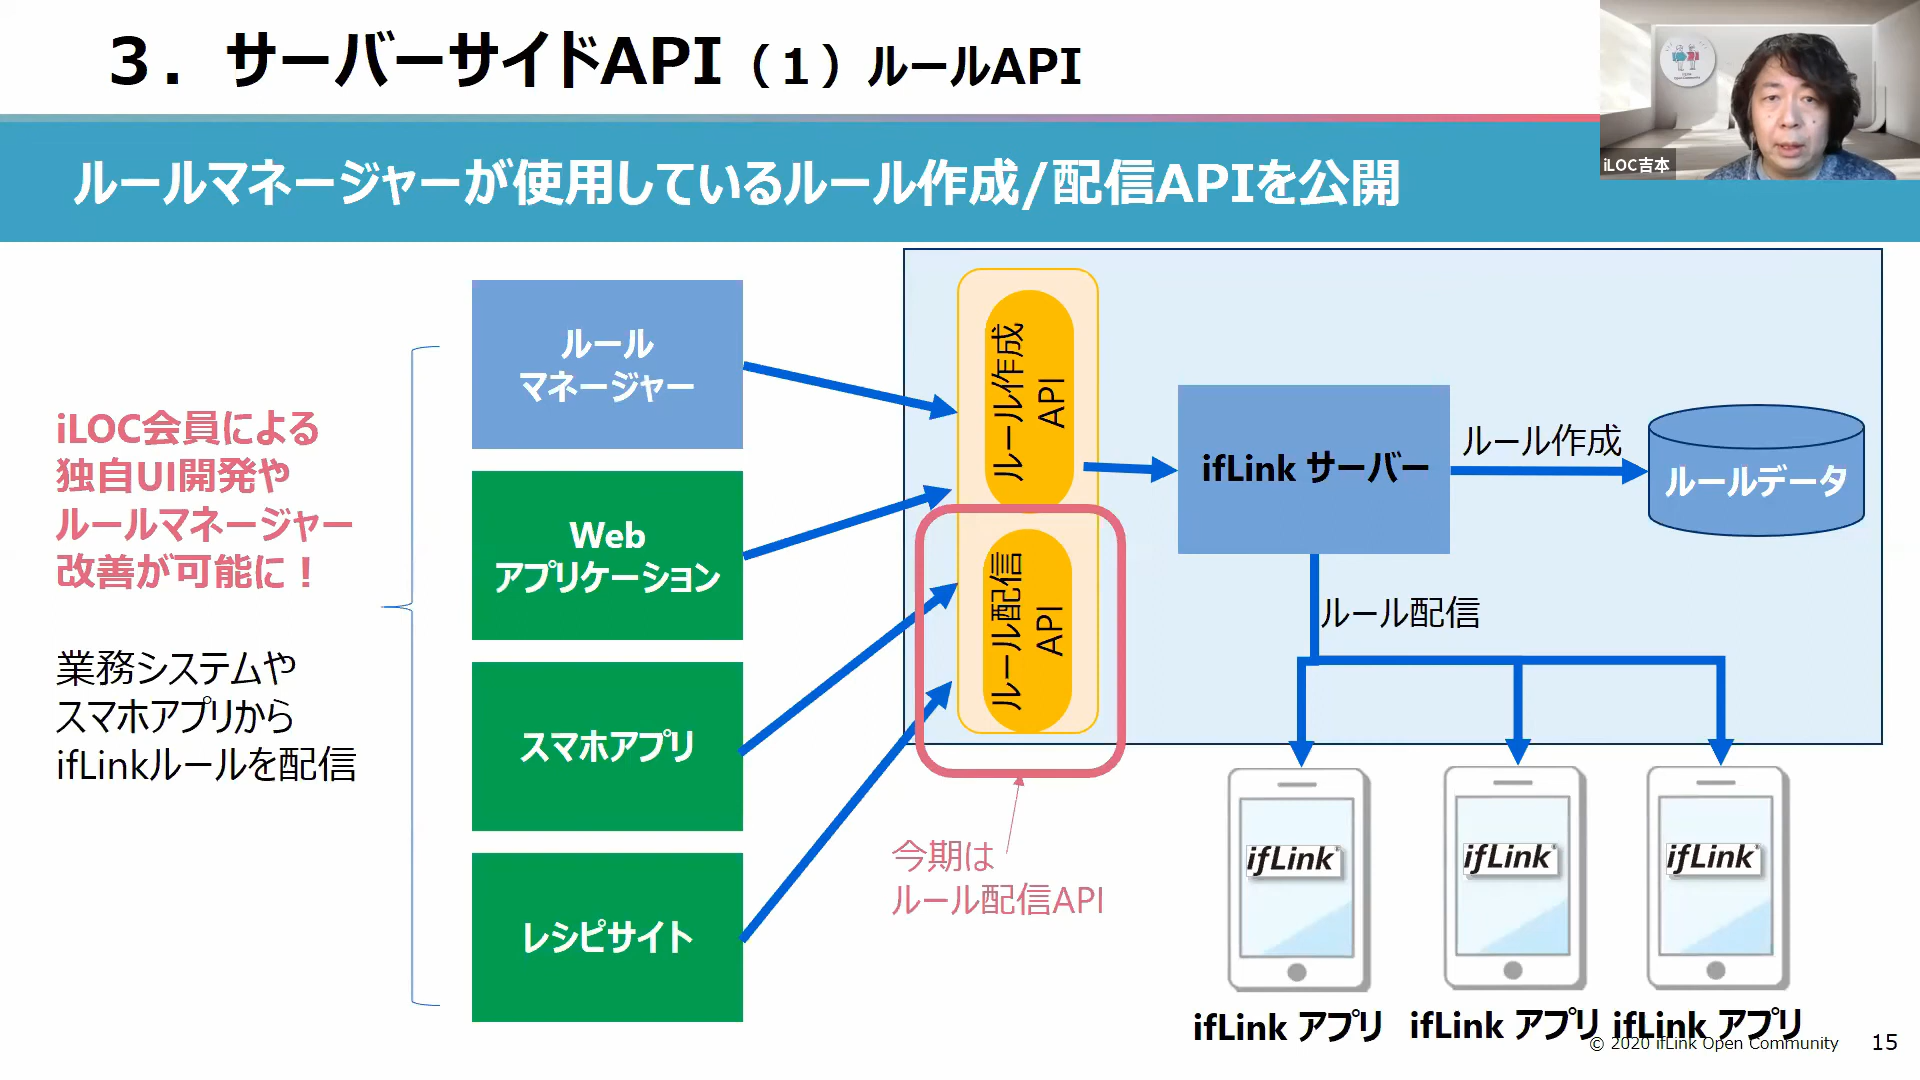 ３．サーバーサイドAPI（１）ルールAPI
iLOC吉本
ルールマネージャーが使用しているルール作成/配信APIを公開
iLOC会員による
独自UI開発や
ルールマネージャー
改善が可能に！
業務システムや
スマホアプリから
ifLinkルールを配信
ルール
マネージャー
Web
アプリケーション
スマホアプリ
レシピサイト
ルール作成
API
ルール配信
API
今期は
ルール配信API
ifLink サーバー
ルール作成
ルールデータ
ルール配信
ifLink
ifLink
ifLink
ifLink アプリ
ifLink アプリ
ifLink アプリ
© 2020 ifLink Open Community
15